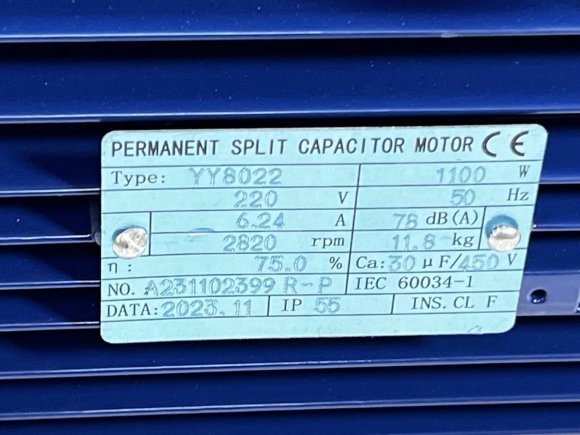 PERMANENT SPLIT CAPACITOR MOTOR CE
Type: YY8022 1100 W
220 V 50 Hz
6.24 A 78 dB(A)
2820 rpm 11.8 kg
η: 75.0 % Ca:30 μF/450 V
NO. A231102399 R-P IEC 60034-1
DATA:2023.11 IP 55 INS.CL F